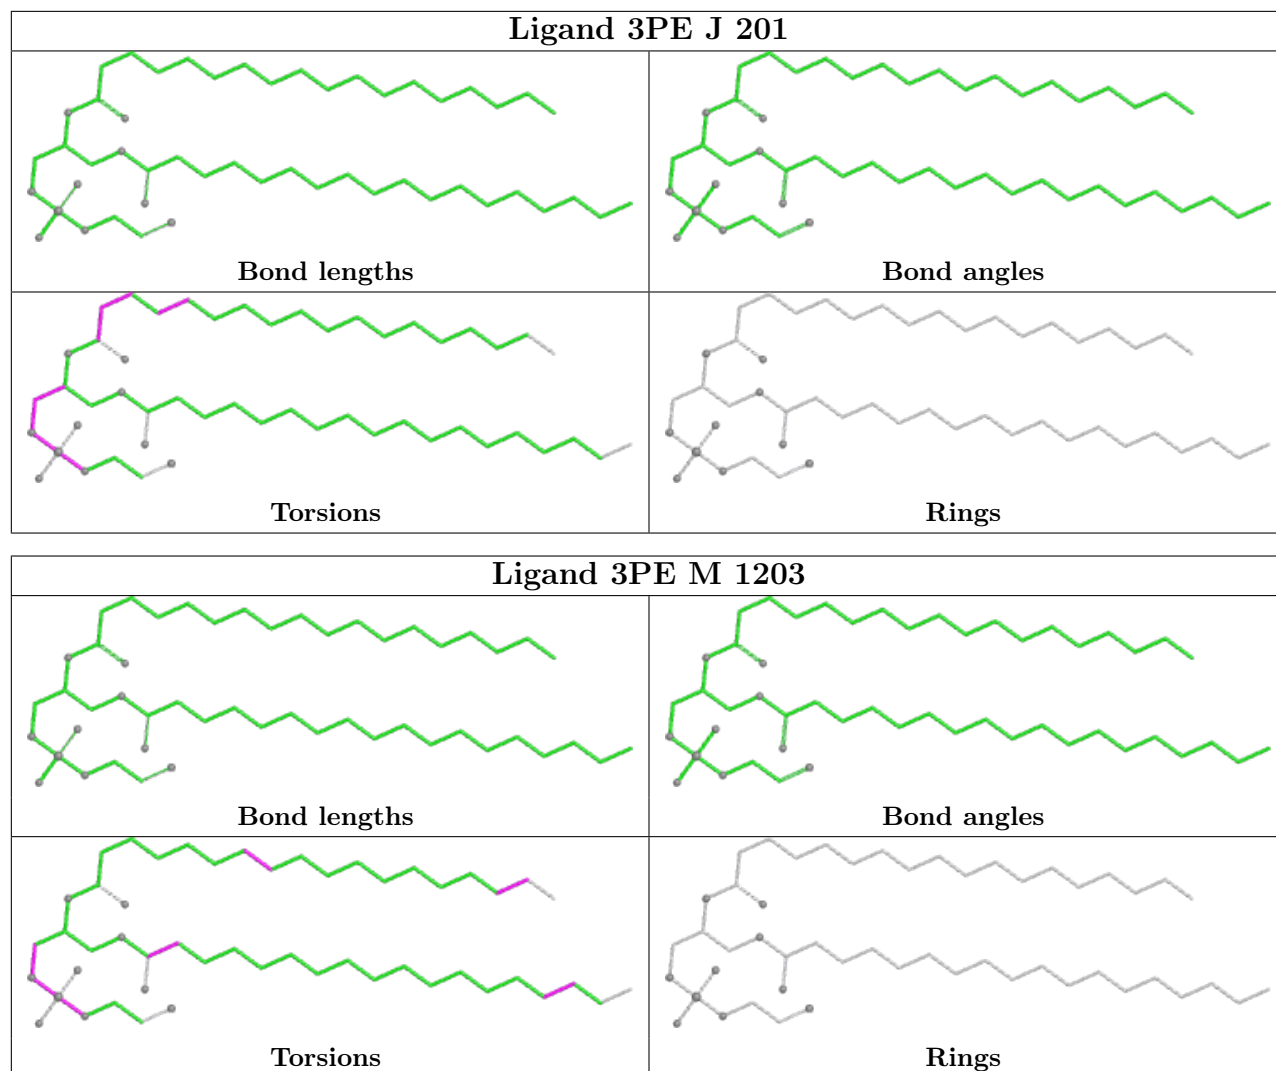 Ligand 3PE J 201
Bond lengths
Bond angles
Torsions
Rings
Ligand 3PE M 1203
Bond lengths
Bond angles
Torsions
Rings